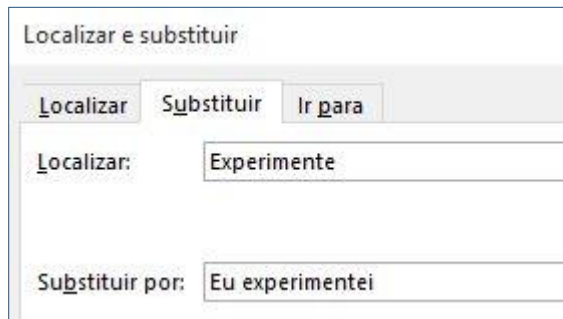 Localizar e substituir
Localizar Substituir Ir para
Localizar: Experimente
Substituir por: Eu experimentei